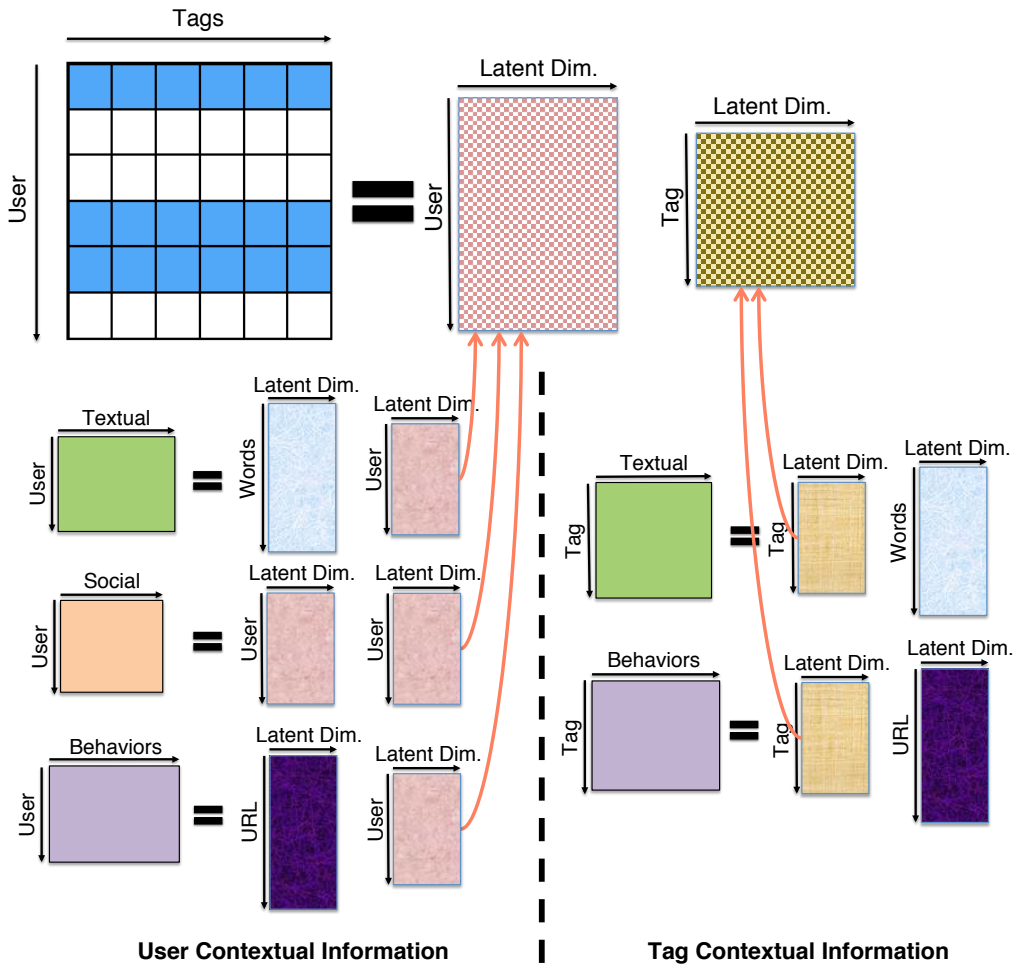 Tags
User
Latent Dim.
User
Latent Dim.
Tag
Textual
User
Latent Dim.
Words
Latent Dim.
User
Social
User
Latent Dim.
User
Latent Dim.
User
Behaviors
User
Latent Dim.
URL
Latent Dim.
User
Textual
Tag
Latent Dim.
Tag
Latent Dim.
Words
Behaviors
Tag
Latent Dim.
Tag
Latent Dim.
URL
User Contextual Information
Tag Contextual Information